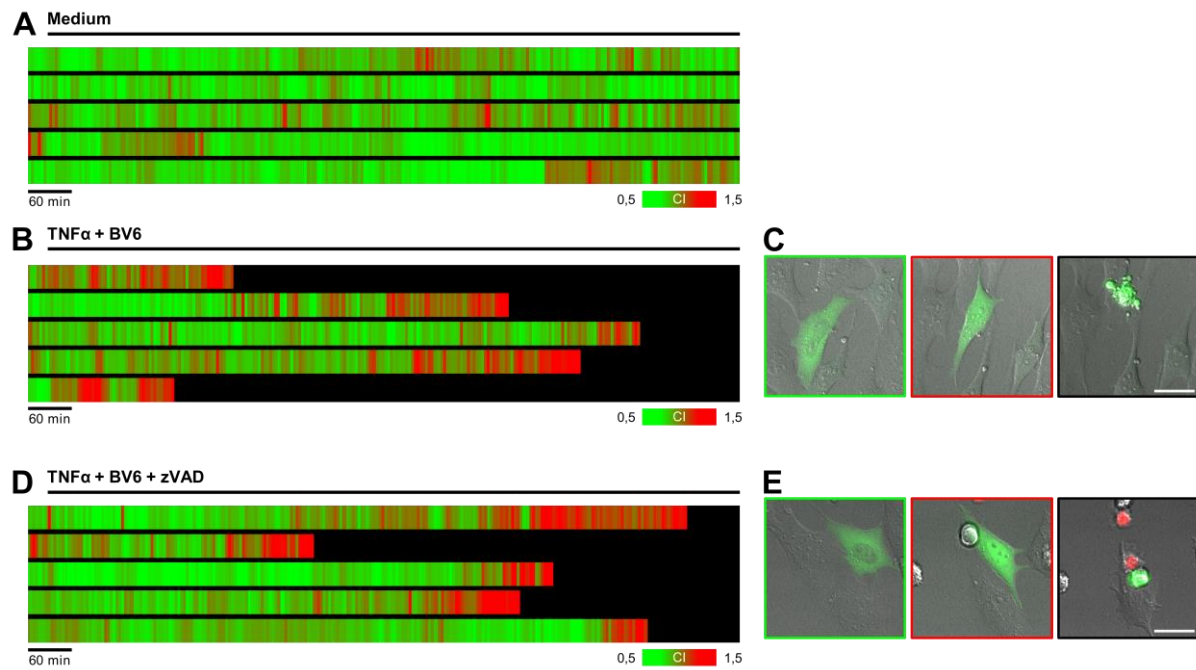 A Medium
60 min
0,5 CI 1,5
B TNFα + BV6
C
60 min
0,5 CI 1,5
D TNFα + BV6 + zVAD
E
60 min
0,5 CI 1,5